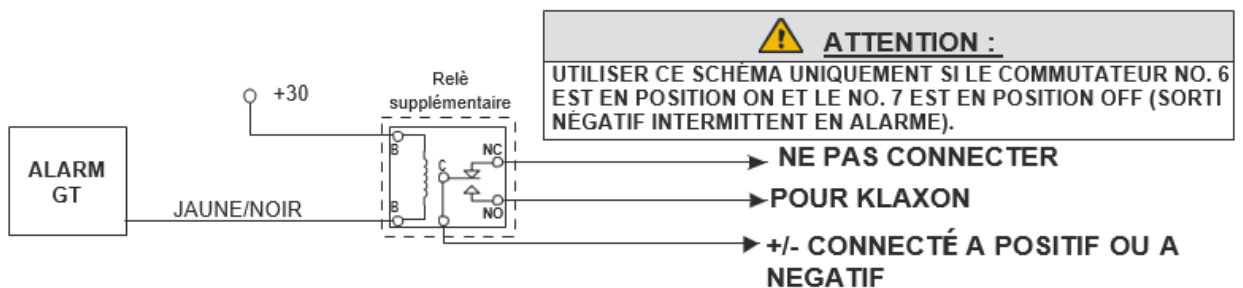 ATTENTION :
UTILISER CE SCHÉMA UNIQUEMENT SI LE COMMUTATEUR NO. 6
EST EN POSITION ON ET LE NO. 7 EST EN POSITION OFF (SORTI
NÉGATIF INTERMITTENT EN ALARME).
+30
Relè
supplémentaire
ALARM
GT
JAUNE/NOIR
B
B
C
NC
NO
NE PAS CONNECTER
POUR KLAXON
+/- CONNECTÉ A POSITIF OU A
NEGATIF